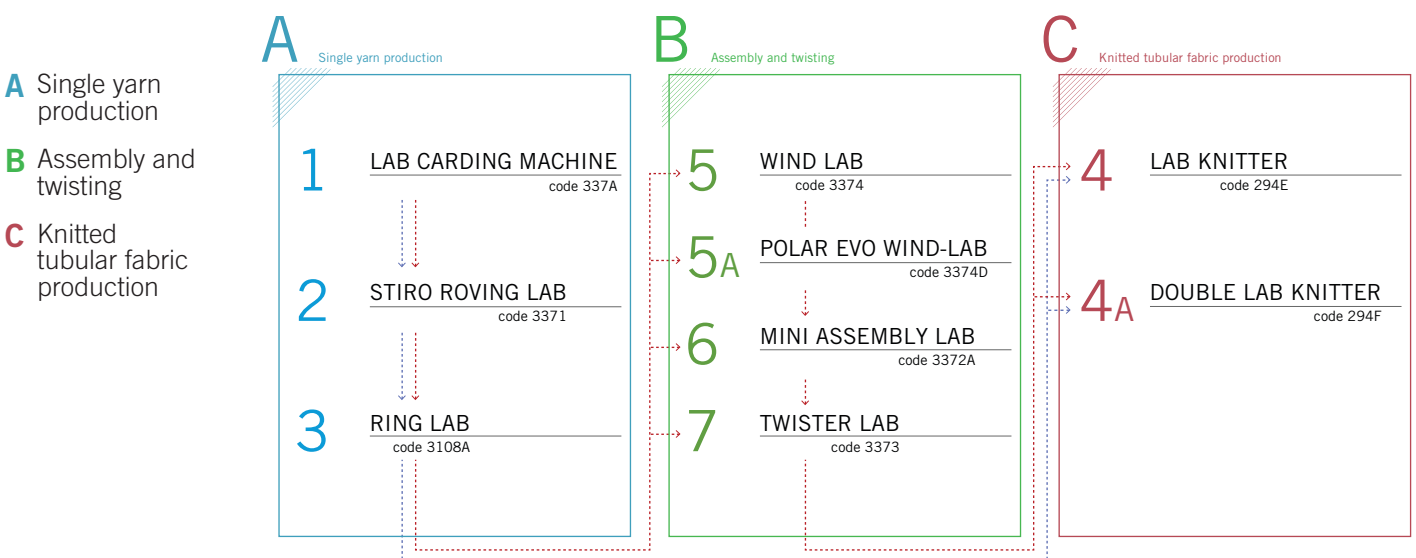 A Single yarn
production
B Assembly and
twisting
C Knitted
tubular fabric
production
A Single yarn production
1 LAB CARDING MACHINE
code 337A
2 STIRO ROVING LAB
code 3371
3 RING LAB
code 3108A
B Assembly and twisting
5 WIND LAB
code 3374
5A POLAR EVO WIND-LAB
code 3374D
6 MINI ASSEMBLY LAB
code 3372A
7 TWISTER LAB
code 3373
C Knitted tubular fabric production
4 LAB KNITTER
code 294E
4A DOUBLE LAB KNITTER
code 294F